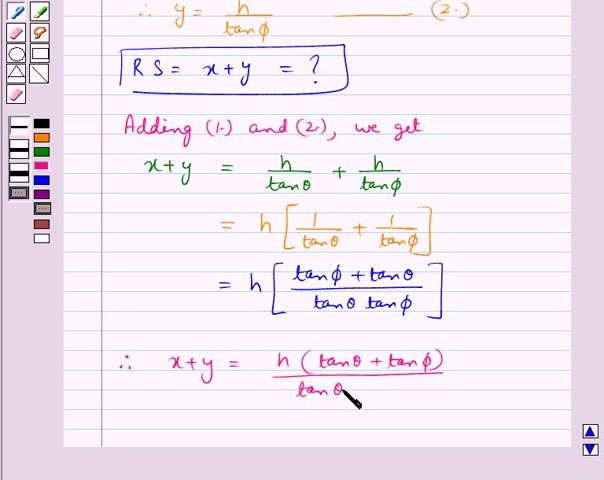 ∴ y = h/tanϕ ——— (2.)
RS = x+y = ?
Adding (1.) and (2.), we get
x+y = h/tanθ + h/tanϕ
= h [ 1/tanθ + 1/tanϕ ]
= h [ (tanϕ + tanθ)/(tanθ tanϕ) ]
∴ x+y = h (tanθ + tanϕ)/tanθ